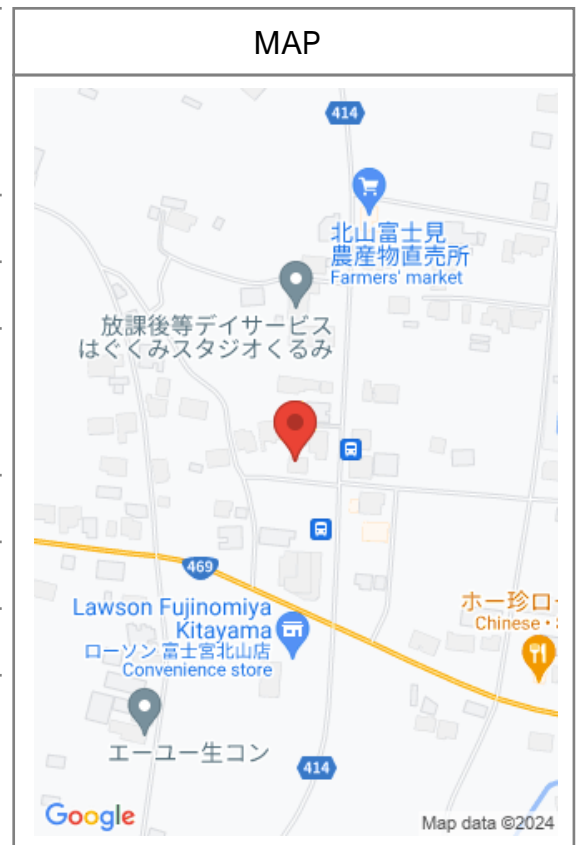 MAP
414
北山富士見
農産物直売所
Farmers' market
放課後等デイサービス
はぐくみスタジオくるみ
469
Lawson Fujinomiya
Kitayama
ローソン 富士宮北山店
Convenience store
ホー珍ロー
Chinese •
エーユー生コン
414
Google
Map data ©2024